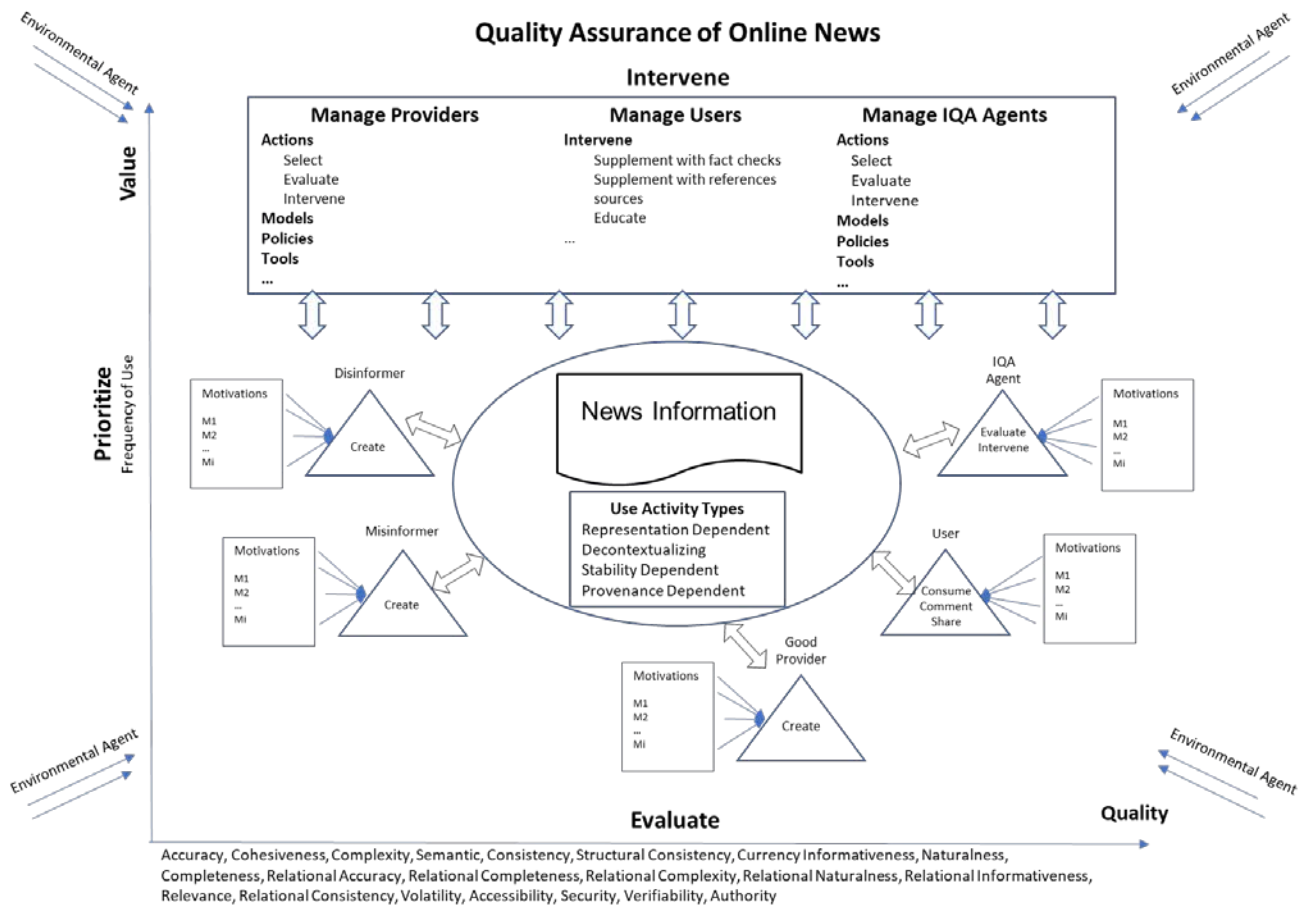 Quality Assurance of Online News
Environmental Agent
Environmental Agent
Intervene
Manage Providers
Actions
Select
Evaluate
Intervene
Models
Policies
Tools
...
Manage Users
Intervene
Supplement with fact checks
Supplement with references
sources
Educate
...
Manage IQA Agents
Actions
Select
Evaluate
Intervene
Models
Policies
Tools
...
Value
Prioritize
Frequency of Use
Disinformer
Motivations
M1
M2
...
Mi
Create
News Information
Use Activity Types
Representation Dependent
Decontextualizing
Stability Dependent
Provenance Dependent
IQA
Agent
Evaluate
Intervene
Motivations
M1
M2
...
Mi
Misinformer
Motivations
M1
M2
...
Mi
Create
User
Consume
Comment
Share
Motivations
M1
M2
...
Mi
Good
Provider
Motivations
M1
M2
...
Mi
Create
Environmental Agent
Environmental Agent
Evaluate
Quality
Accuracy, Cohesiveness, Complexity, Semantic, Consistency, Structural Consistency, Currency Informativeness, Naturalness,
Completeness, Relational Accuracy, Relational Completeness, Relational Complexity, Relational Naturalness, Relational Informativeness,
Relevance, Relational Consistency, Volatility, Accessibility, Security, Verifiability, Authority